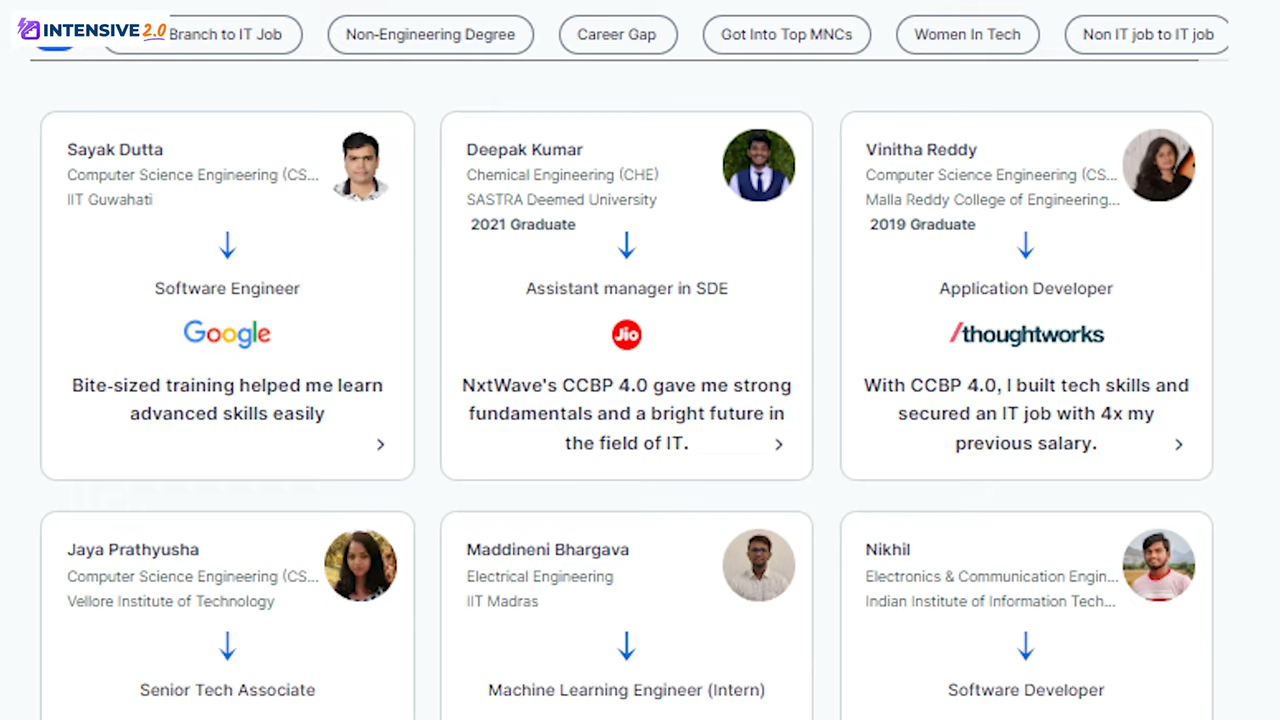 INTENSIVE 2.0
Branch to IT Job
Non-Engineering Degree
Career Gap
Got Into Top MNCs
Women In Tech
Non IT job to IT job
Sayak Dutta
Computer Science Engineering (CS...
IIT Guwahati
Software Engineer
Google
Bite-sized training helped me learn
advanced skills easily
Deepak Kumar
Chemical Engineering (CHE)
SASTRA Deemed University
2021 Graduate
Assistant manager in SDE
Jio
NxtWave's CCBP 4.0 gave me strong
fundamentals and a bright future in
the field of IT.
Vinitha Reddy
Computer Science Engineering (CS...
Malla Reddy College of Engineering...
2019 Graduate
Application Developer
/thoughtworks
With CCBP 4.0, I built tech skills and
secured an IT job with 4x my
previous salary.
Jaya Prathyusha
Computer Science Engineering (CS...
Vellore Institute of Technology
Senior Tech Associate
Maddineni Bhargava
Electrical Engineering
IIT Madras
Machine Learning Engineer (Intern)
Nikhil
Electronics & Communication Engin...
Indian Institute of Information Tech...
Software Developer